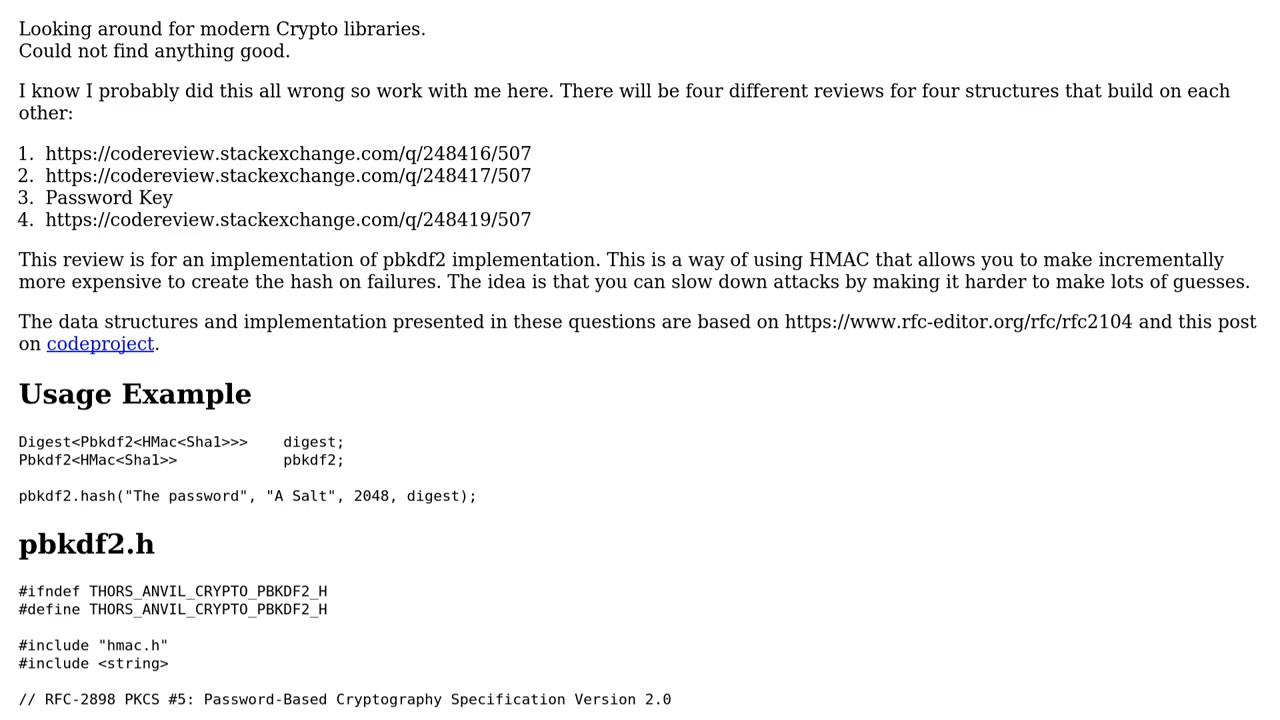 Looking around for modern Crypto libraries.
Could not find anything good.
I know I probably did this all wrong so work with me here. There will be four different reviews for four structures that build on each
other:
1. https://codereview.stackexchange.com/q/248416/507
2. https://codereview.stackexchange.com/q/248417/507
3. Password Key
4. https://codereview.stackexchange.com/q/248419/507
This review is for an implementation of pbkdf2 implementation. This is a way of using HMAC that allows you to make incrementally
more expensive to create the hash on failures. The idea is that you can slow down attacks by making it harder to make lots of guesses.
The data structures and implementation presented in these questions are based on https://www.rfc-editor.org/rfc/rfc2104 and this post
on codeproject.
Usage Example
Digest<Pbkdf2<HMac<Sha1>>>    digest;
Pbkdf2<HMac<Sha1>>            pbkdf2;
pbkdf2.hash("The password", "A Salt", 2048, digest);
pbkdf2.h
#ifndef THORS_ANVIL_CRYPTO_PBKDF2_H
#define THORS_ANVIL_CRYPTO_PBKDF2_H
#include "hmac.h"
#include <string>
// RFC-2898 PKCS #5: Password-Based Cryptography Specification Version 2.0